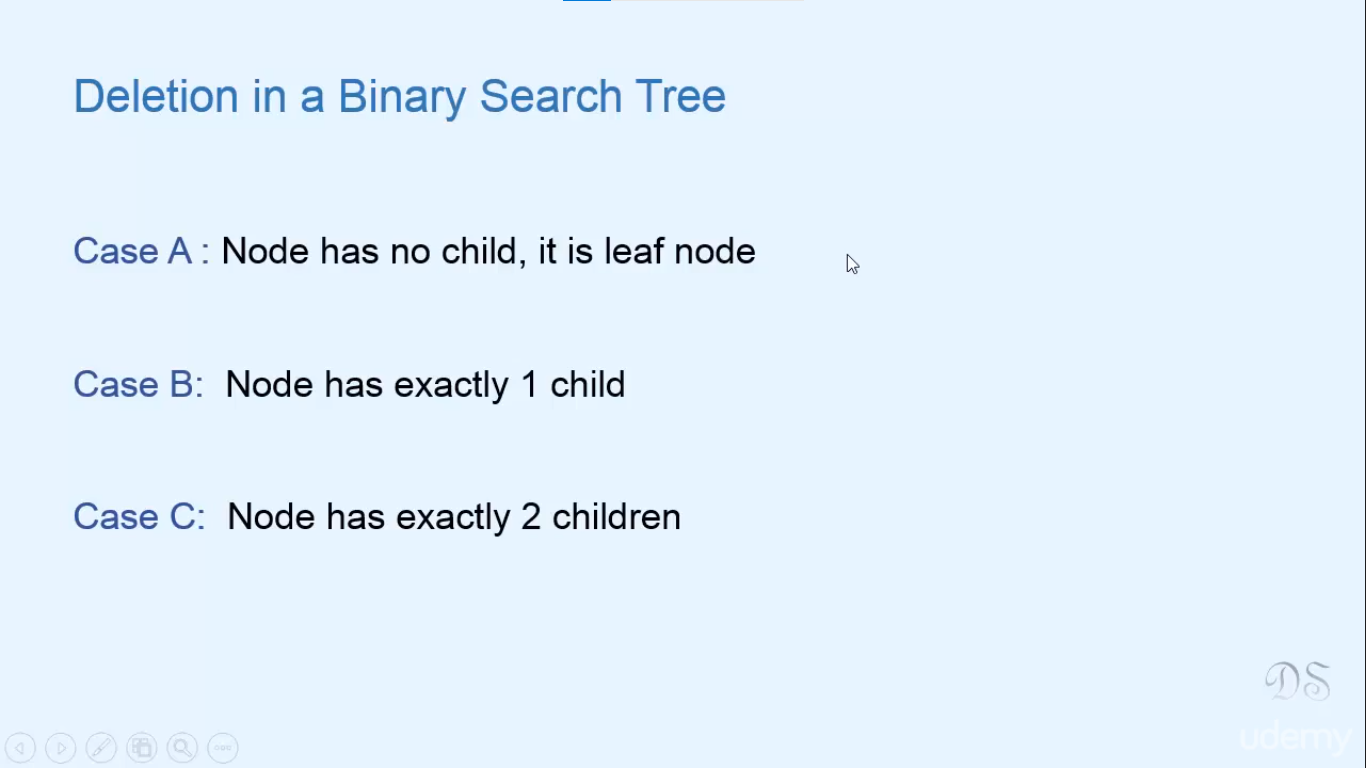 Deletion in a Binary Search Tree
Case A : Node has no child, it is leaf node
Case B: Node has exactly 1 child
Case C: Node has exactly 2 children
DS
udemy